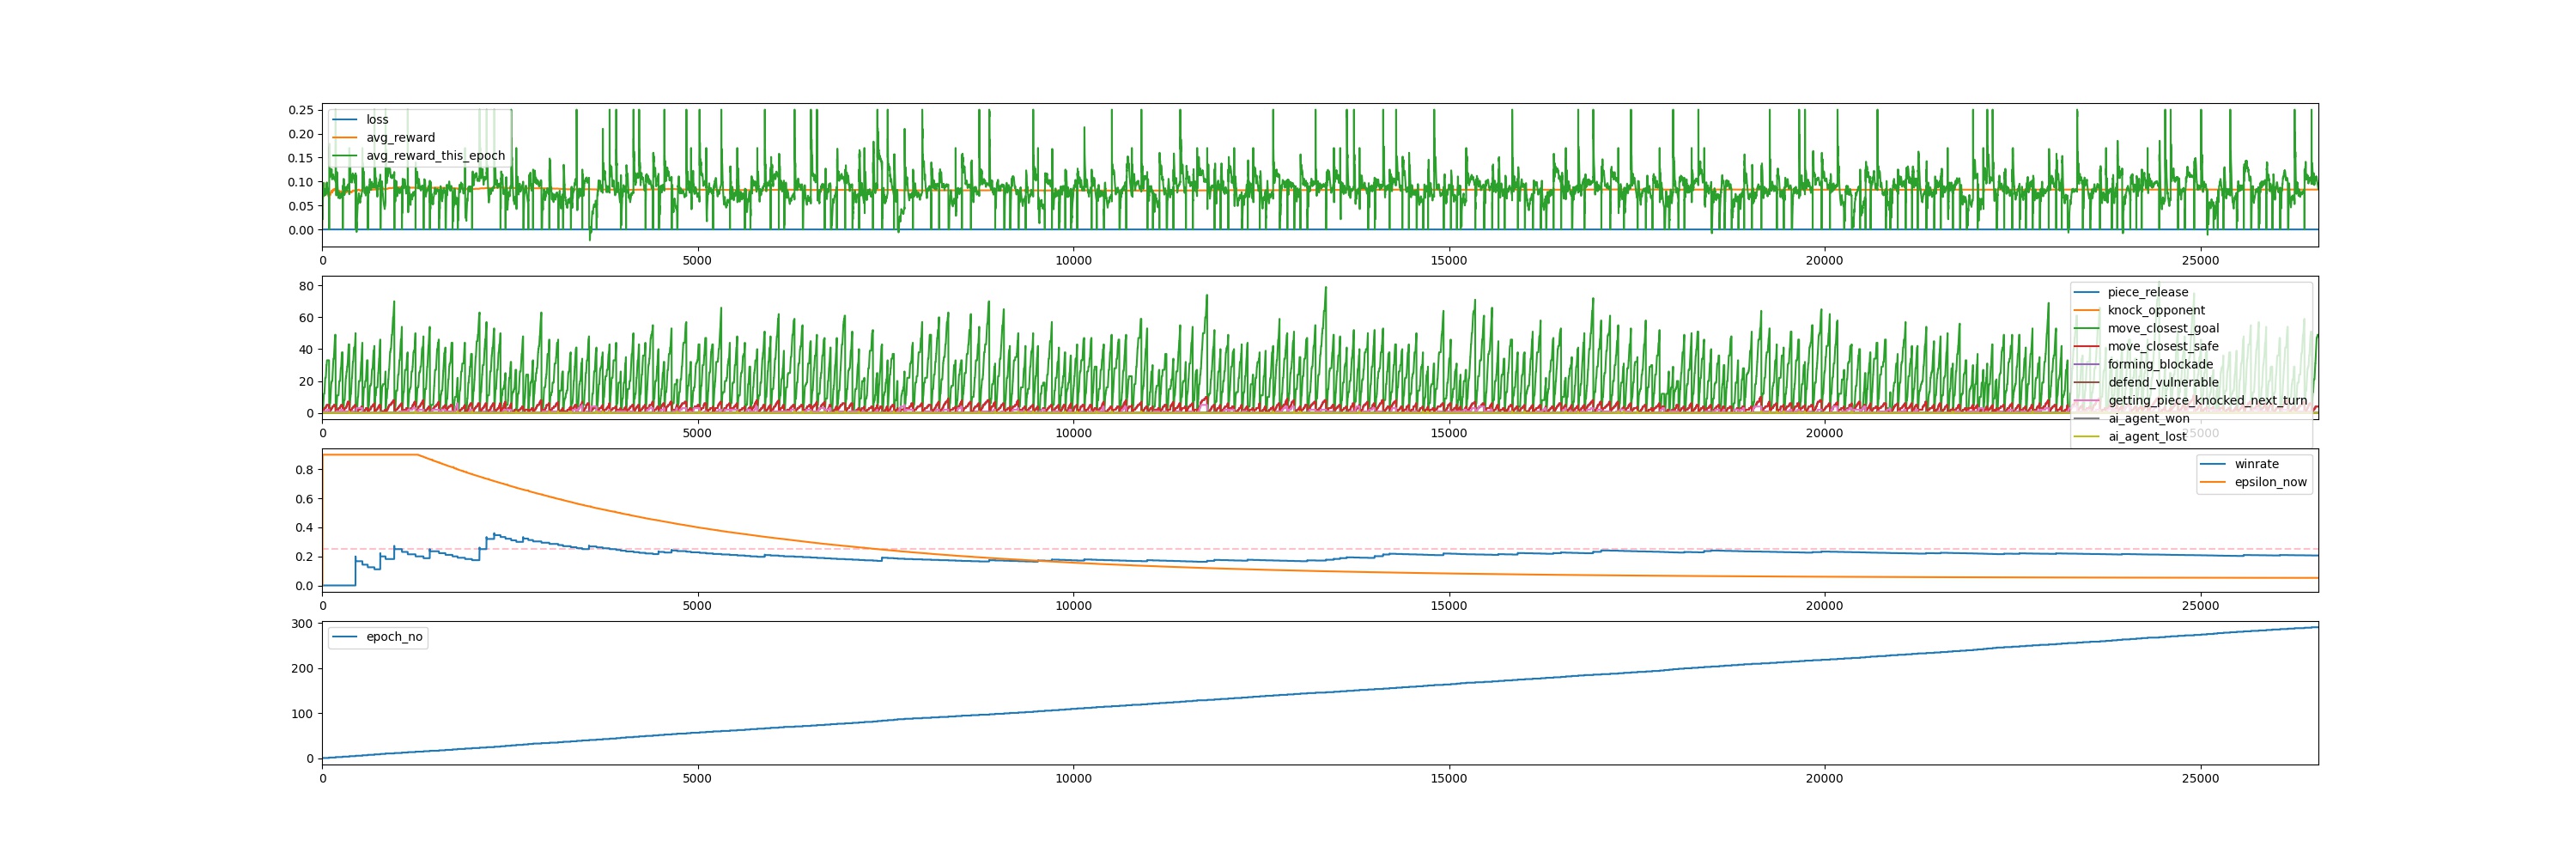 0.25
0.20
0.15
0.10
0.05
0.00
loss
avg_reward
avg_reward_this_epoch
0 5000 10000 15000 20000 25000
80
60
40
20
0
piece_release
knock_opponent
move_closest_goal
move_closest_safe
forming_blockade
defend_vulnerable
getting_piece_knocked_next_turn
ai_agent_won
ai_agent_lost
0 5000 10000 15000 20000 25000
0.8
0.6
0.4
0.2
0.0
winrate
epsilon_now
0 5000 10000 15000 20000 25000
300
200
100
0
epoch_no
0 5000 10000 15000 20000 25000